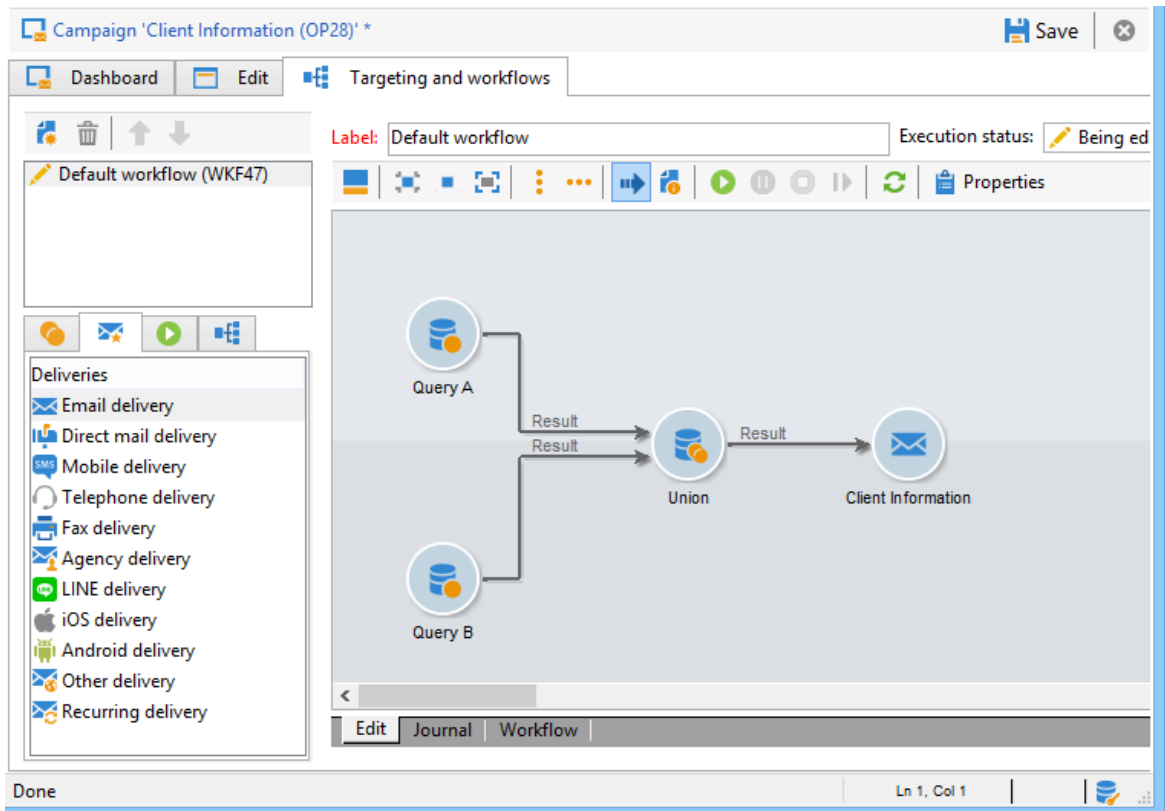 Campaign 'Client Information (OP28)' *
Save
Dashboard
Edit
Targeting and workflows
Label:
Default workflow
Execution status:
Being ed
Default workflow (WKF47)
Properties
Deliveries
Email delivery
Direct mail delivery
SMS
Mobile delivery
Telephone delivery
Fax delivery
Agency delivery
LINE delivery
iOS delivery
Android delivery
Other delivery
Recurring delivery
Query A
Result
Result
Result
Union
Client Information
Query B
Edit
Journal
Workflow
Done
Ln 1, Col 1